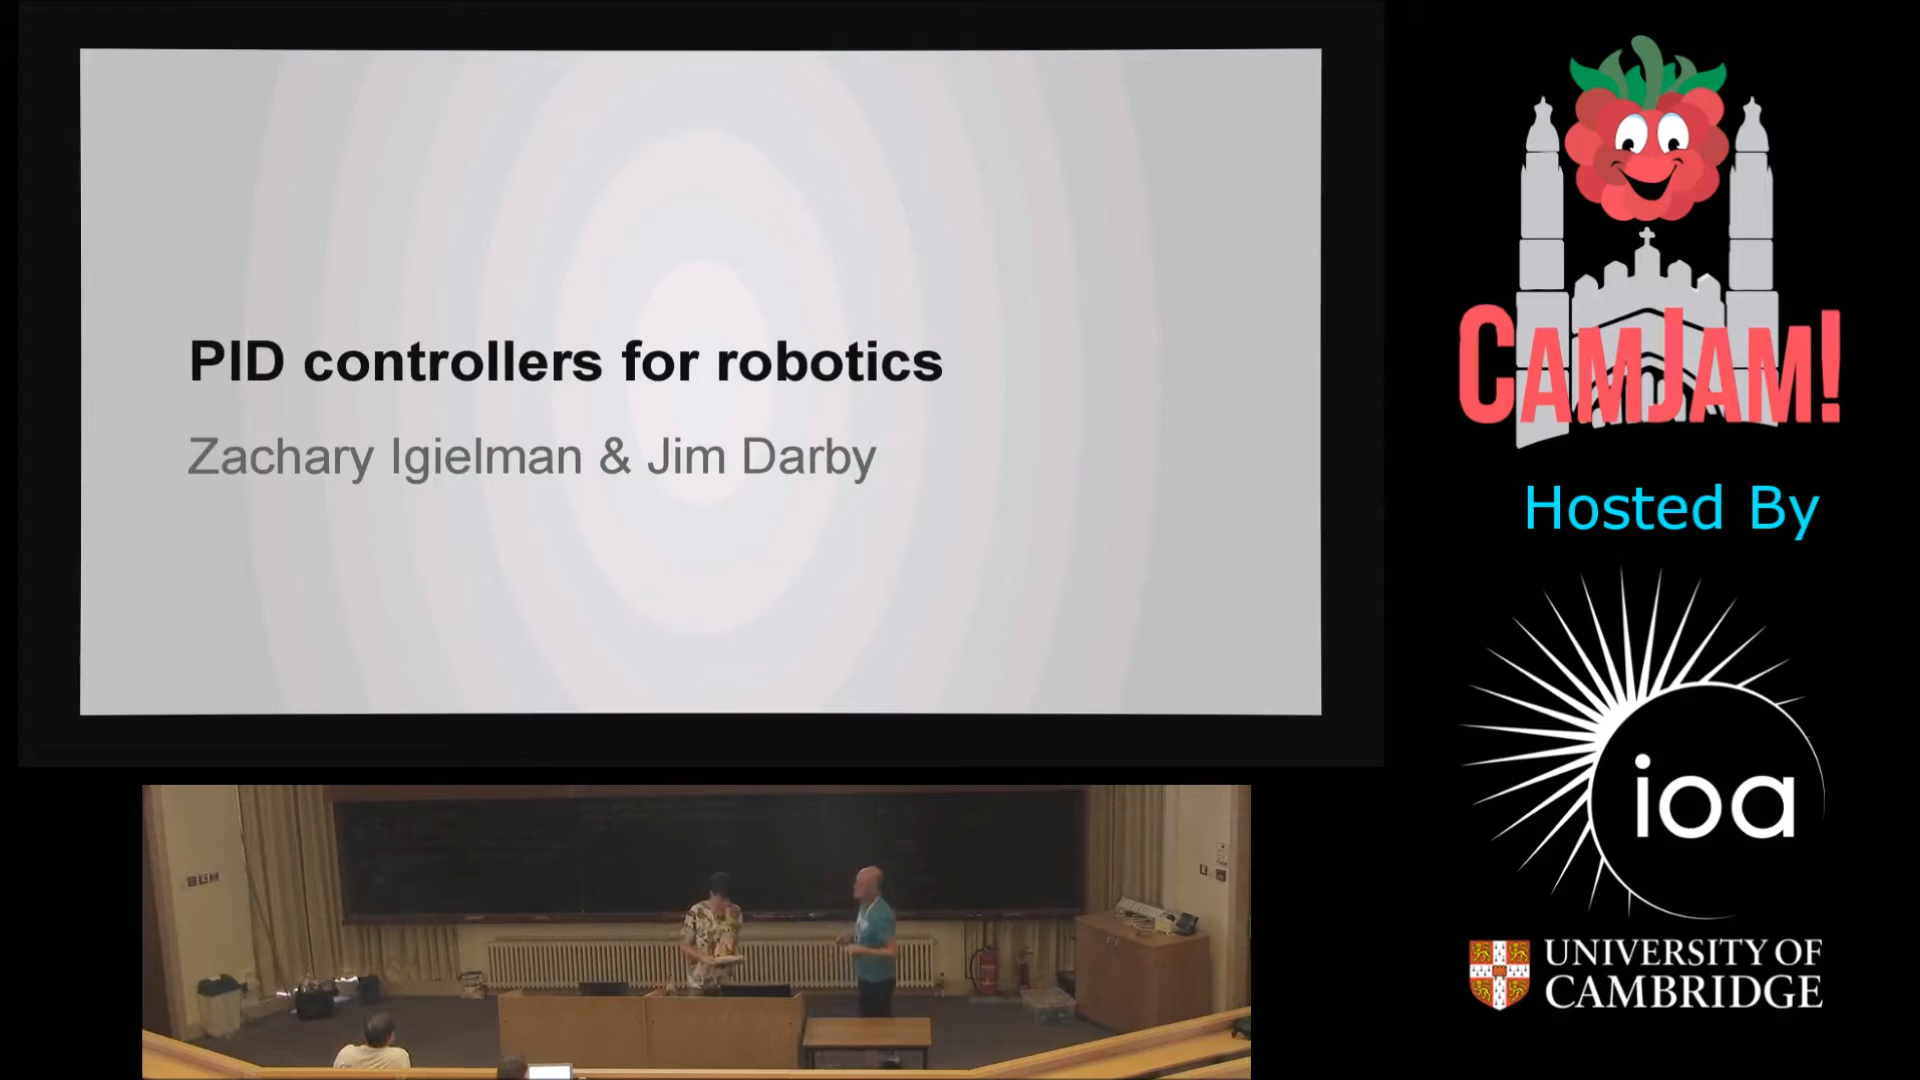 PID controllers for robotics
Zachary Igielman & Jim Darby
CAMJAM!
Hosted By
ioa
UNIVERSITY OF
CAMBRIDGE